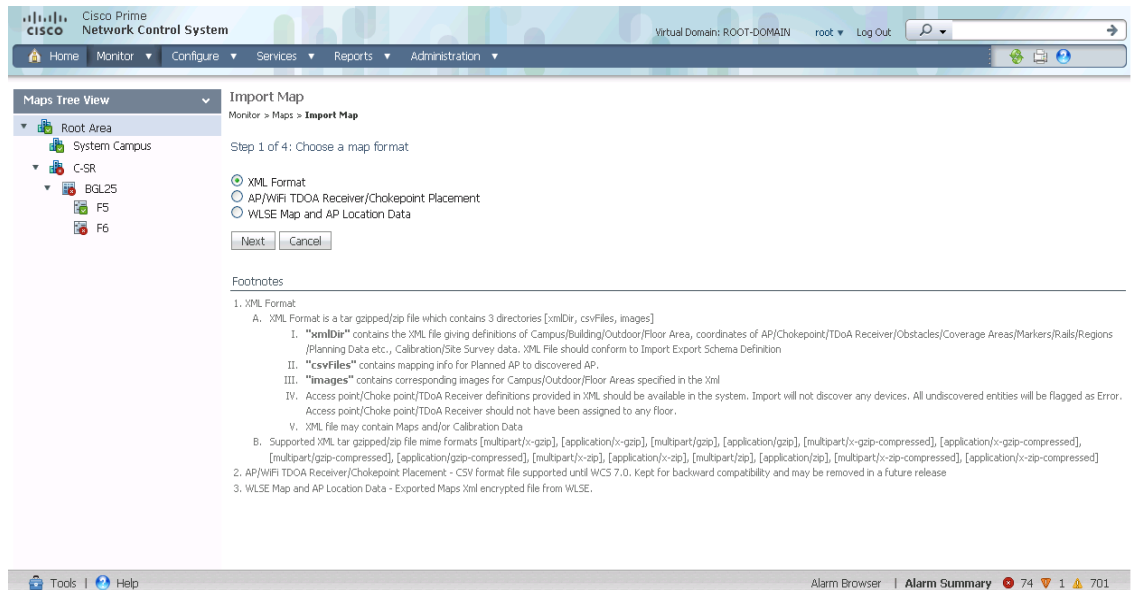 Cisco Prime
CISCO Network Control System
Virtual Domain: ROOT-DOMAIN root Log Out
Home Monitor Configure Services Reports Administration
Maps Tree View
Root Area
System Campus
C-SR
BGL25
F5
F6
Import Map
Monitor > Maps > Import Map
Step 1 of 4: Choose a map format
XML Format
AP/WiFi TDOA Receiver/Chokepoint Placement
WLSE Map and AP Location Data
Next Cancel
Footnotes
1. XML Format
A. XML Format is a tar gzipped/zip file which contains 3 directories [xmlDir, csvFiles, images]
I. "xmlDir" contains the XML file giving definitions of Campus/Building/Outdoor/Floor Area, coordinates of AP/Chokepoint/TDoA Receiver/Obstacles/Coverage Areas/Markers/Rails/Regions
/Planning Data etc., Calibration/Site Survey data. XML File should conform to Import Export Schema Definition
II. "csvFiles" contains mapping info for Planned AP to discovered AP.
III. "images" contains corresponding images for Campus/Outdoor/Floor Areas specified in the Xml
IV. Access point/Choke point/TDoA Receiver definitions provided in XML should be available in the system. Import will not discover any devices. All undiscovered entities will be flagged as Error.
Access point/Choke point/TDoA Receiver should not have been assigned to any floor.
V. XML file may contain Maps and/or Calibration Data
B. Supported XML tar gzipped/zip file mime formats [multipart/x-gzip], [application/x-gzip], [multipart/gzip], [application/gzip], [multipart/x-gzip-compressed], [application/x-gzip-compressed],
[multipart/gzip-compressed], [application/gzip-compressed], [multipart/x-zip], [application/x-zip], [multipart/zip], [application/zip], [multipart/x-zip-compressed], [application/x-zip-compressed]
2. AP/WiFi TDOA Receiver/Chokepoint Placement - CSV format file supported until WCS 7.0. Kept for backward compatibility and may be removed in a future release
3. WLSE Map and AP Location Data - Exported Maps Xml encrypted file from WLSE.
Tools | Help
Alarm Browser | Alarm Summary 74 1 701